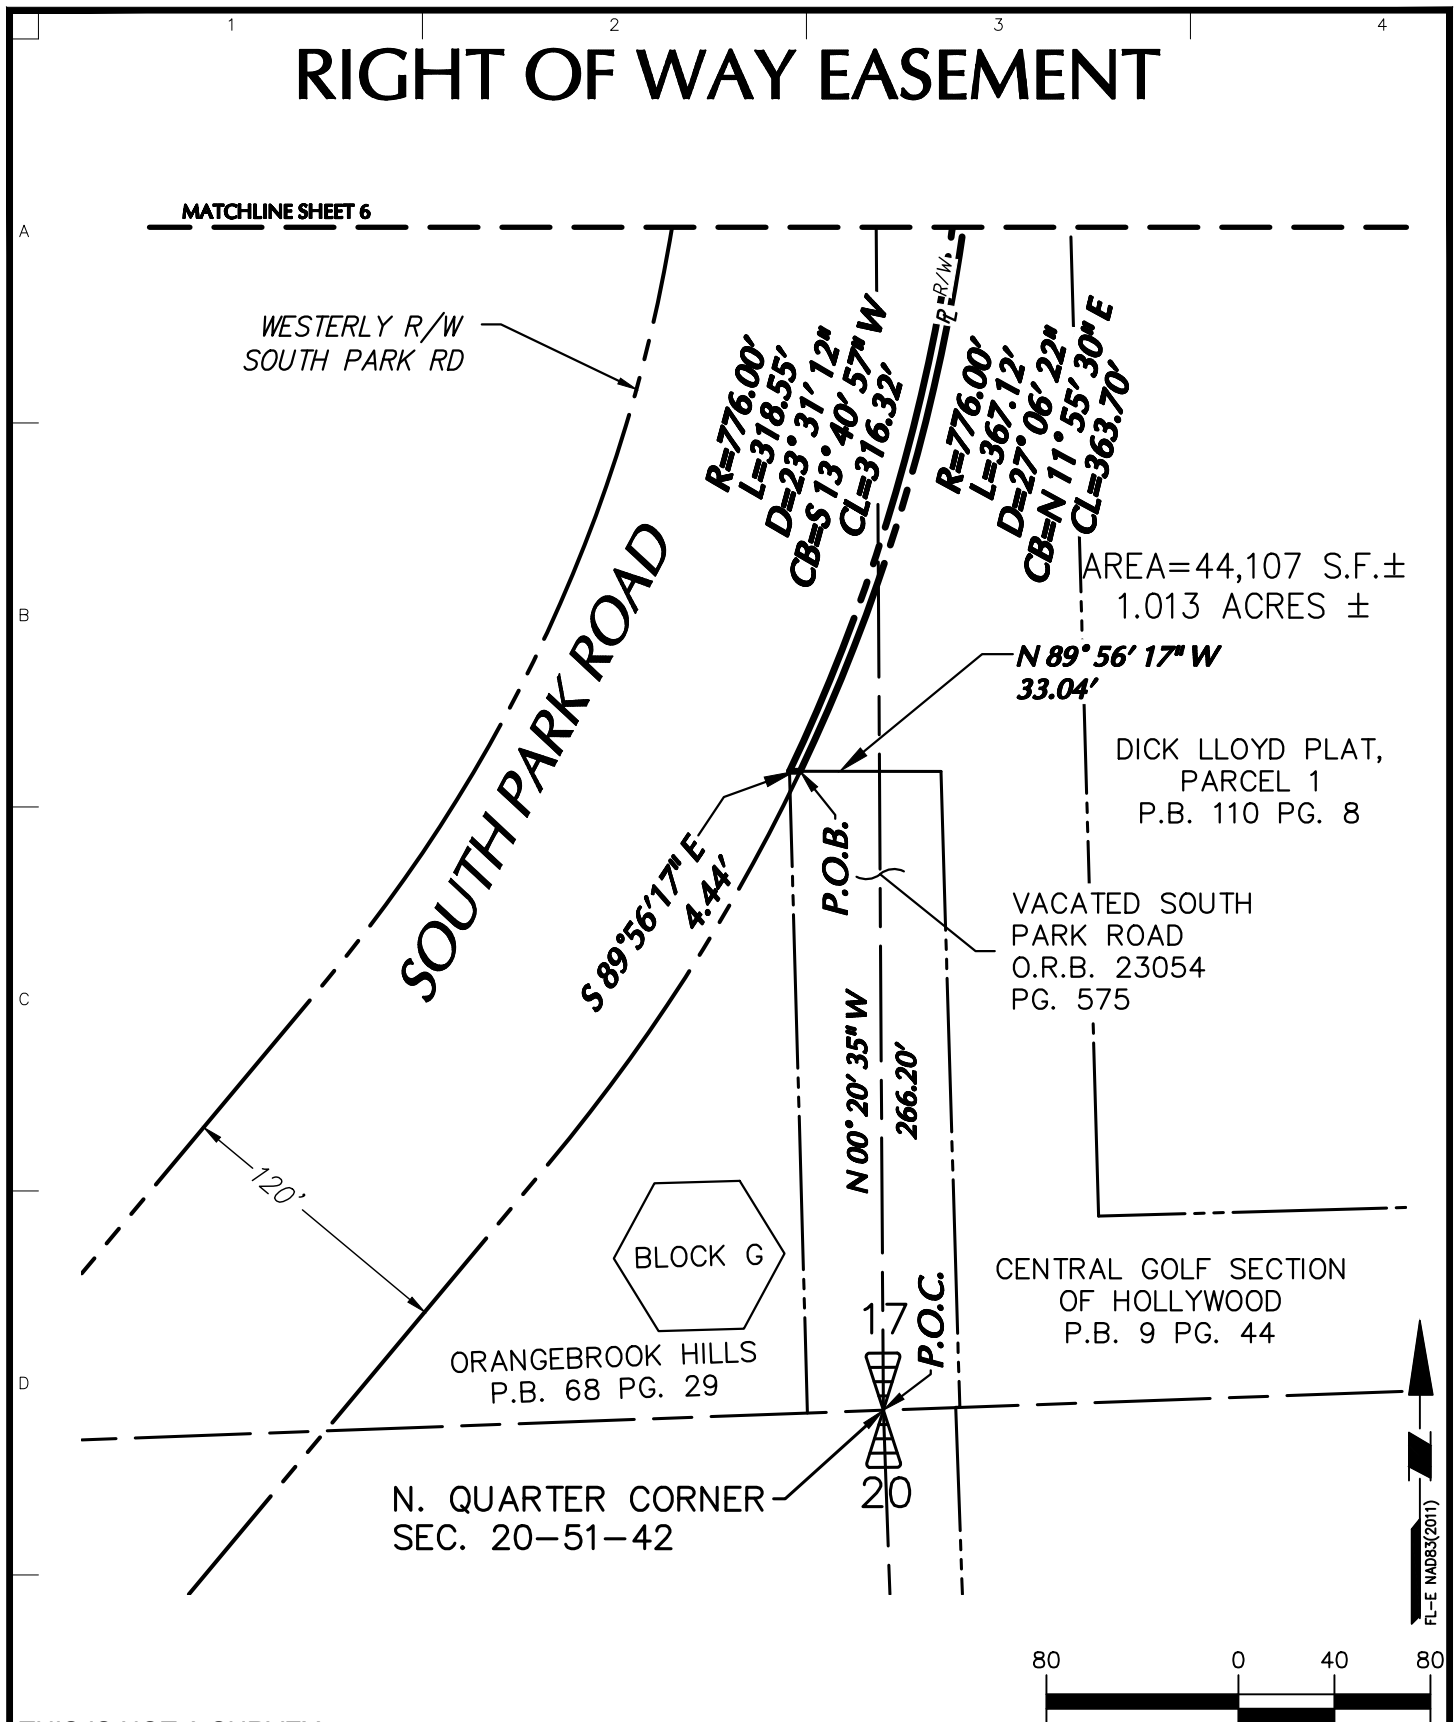 1 2 3 4
RIGHT OF WAY EASEMENT
MATCHLINE SHEET 6
A
WESTERLY R/W
SOUTH PARK RD
R/W
PL
R=776.00'
L=318.55'
D=23° 31' 12"
CB=S 13° 40' 57" W
CL=316.32'
R=776.00'
L=367.12'
D=27° 06' 22"
CB=N 11° 55' 30" E
CL=363.70'
AREA=44,107 S.F.±
1.013 ACRES ±
B
N 89° 56' 17" W
33.04'
SOUTH PARK ROAD
DICK LLOYD PLAT,
PARCEL 1
P.B. 110 PG. 8
S 89°56'17" E
4.44'
P.O.B.
VACATED SOUTH
PARK ROAD
O.R.B. 23054
PG. 575
C
N 00° 20' 35" W
266.20'
120'
BLOCK G
CENTRAL GOLF SECTION
OF HOLLYWOOD
P.B. 9 PG. 44
17
P.O.C.
ORANGEBROOK HILLS
P.B. 68 PG. 29
D
N. QUARTER CORNER
SEC. 20-51-42
20
FL-E NAD83(2011)
80 0 40 80